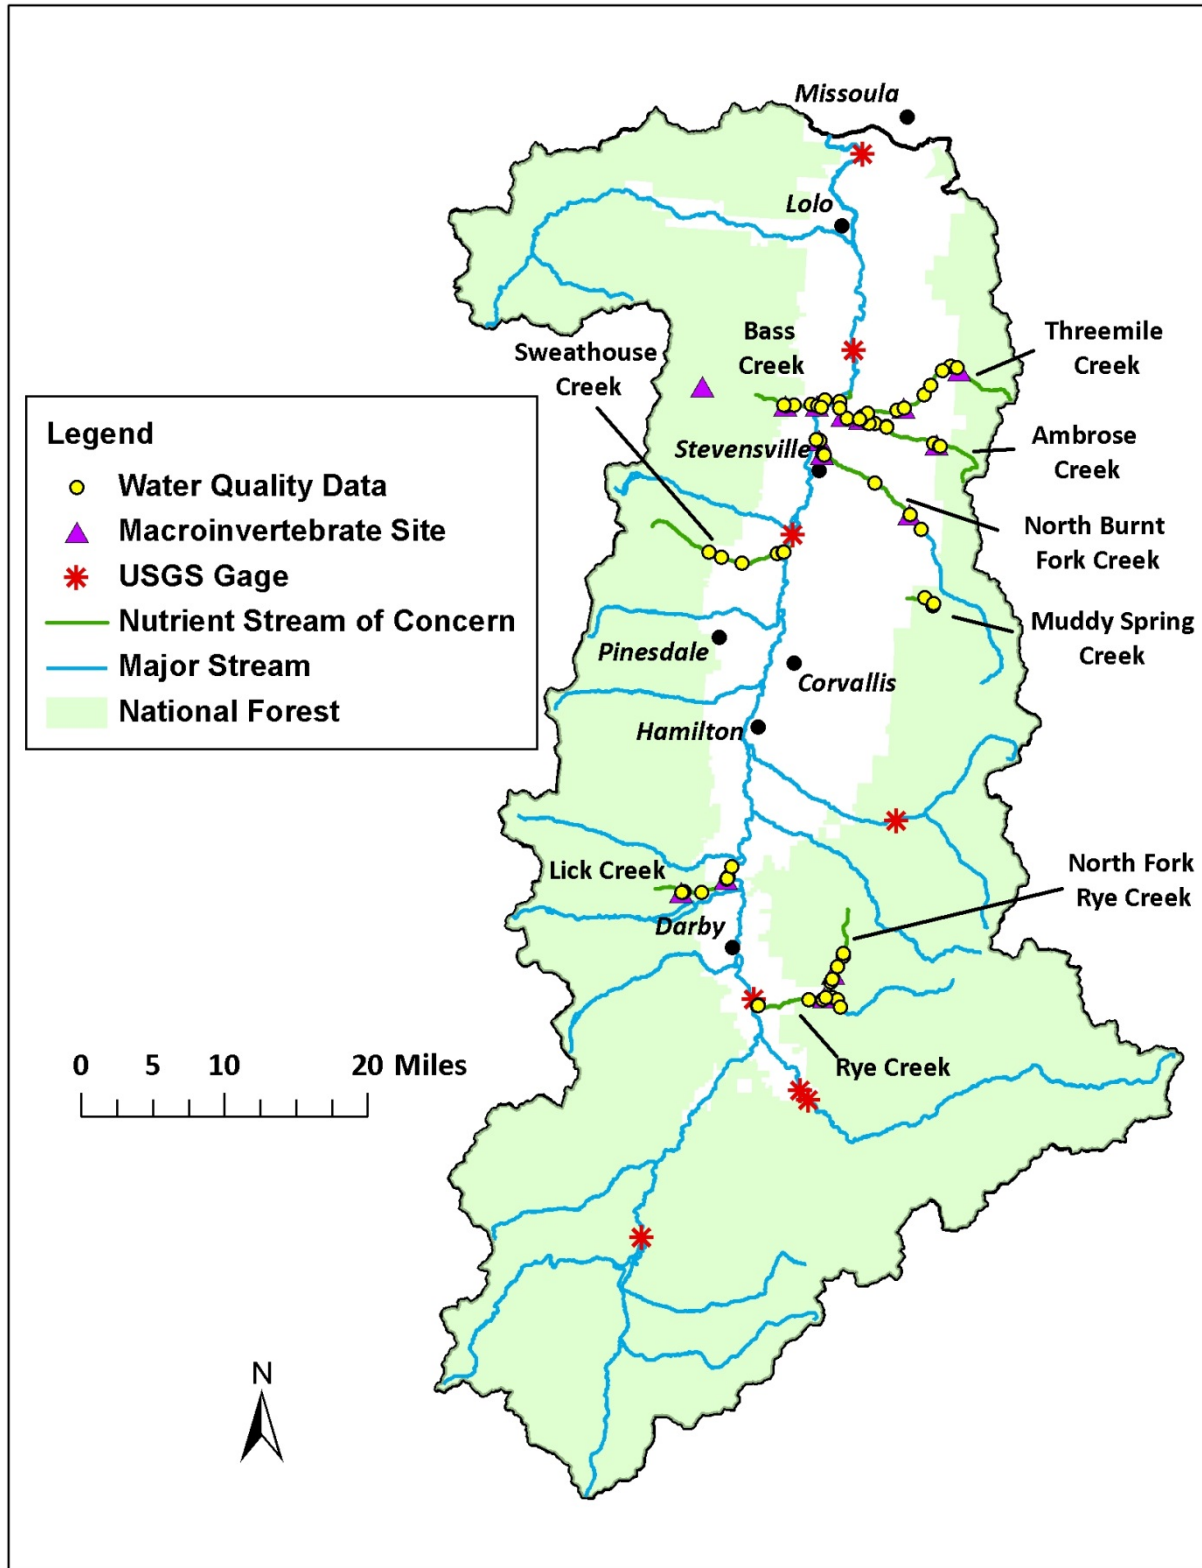 Missoula
Lolo
Bass
Creek
Sweathouse
Creek
Threemile
Creek
Legend
Water Quality Data
Macroinvertebrate Site
USGS Gage
Nutrient Stream of Concern
Major Stream
National Forest
Stevensville
Ambrose
Creek
North Burnt
Fork Creek
Muddy Spring
Creek
Pinesdale
Corvallis
Hamilton
Lick Creek
North Fork
Rye Creek
Darby
Rye Creek
0 5 10 20 Miles
N